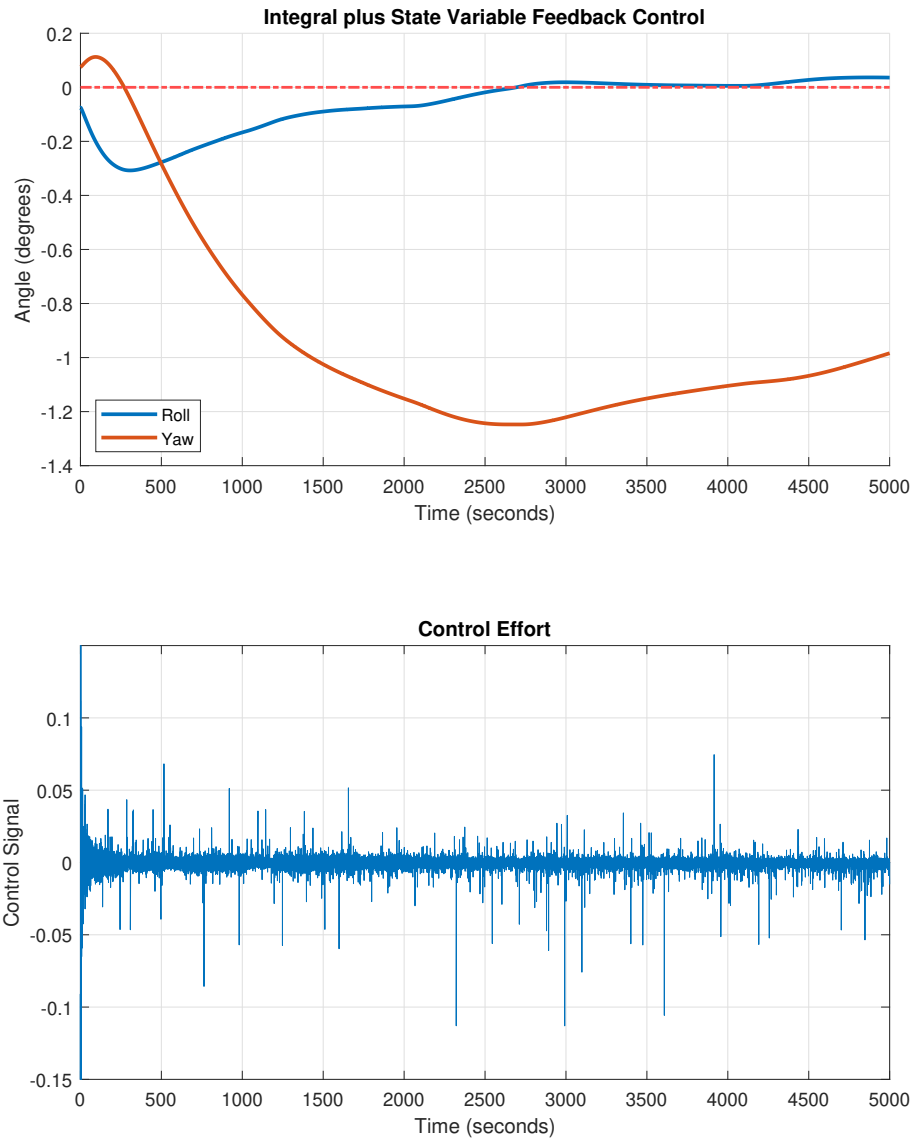 Integral plus State Variable Feedback Control
0.2
0
-0.2
-0.4
-0.6
-0.8
-1
-1.2
-1.4
Angle (degrees)
Roll
Yaw
0 500 1000 1500 2000 2500 3000 3500 4000 4500 5000
Time (seconds)
Control Effort
0.1
0.05
0
-0.05
-0.1
-0.15
Control Signal
0 500 1000 1500 2000 2500 3000 3500 4000 4500 5000
Time (seconds)